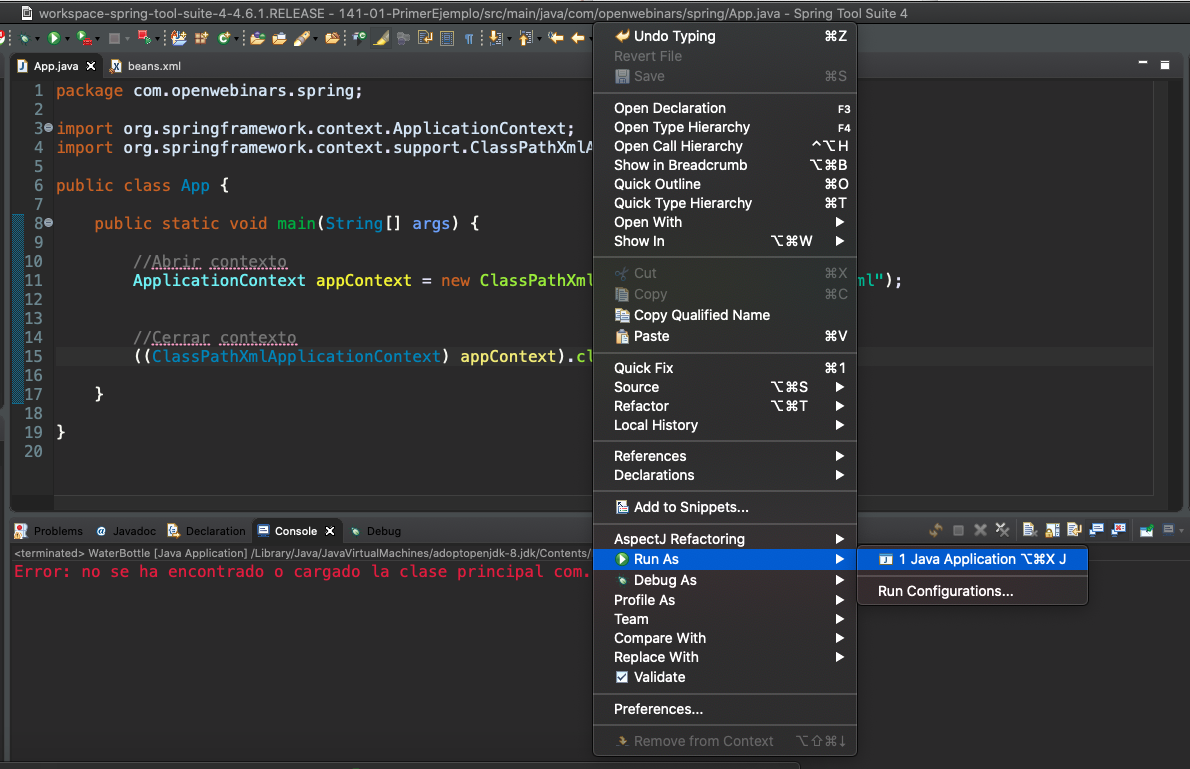 workspace-spring-tool-suite-4-4.6.1.RELEASE - 141-01-PrimerEjemplo/src/main/java/com/openwebinars/spring/App.java - Spring Tool Suite 4
App.java
beans.xml
1 package com.openwebinars.spring;
2
3 import org.springframework.context.ApplicationContext;
4 import org.springframework.context.support.ClassPathXmlA
5
6 public class App {
7
8 public static void main(String[] args) {
9
10 //Abrir contexto
11 ApplicationContext appContext = new ClassPathXml ml");
12
13
14 //Cerrar contexto
15 ((ClassPathXmlApplicationContext) appContext).cl
16
17 }
18
19 }
20
Undo Typing ⌘Z
Revert File
Save ⌘S
Open Declaration F3
Open Type Hierarchy F4
Open Call Hierarchy ^⌥H
Show in Breadcrumb ⌥⌘B
Quick Outline ⌘O
Quick Type Hierarchy ⌘T
Open With
Show In ⌥⌘W
Cut ⌘X
Copy ⌘C
Copy Qualified Name
Paste ⌘V
Quick Fix ⌘1
Source ⌥⌘S
Refactor ⌥⌘T
Local History
References
Declarations
Add to Snippets...
AspectJ Refactoring
Run As
Debug As
Profile As
Team
Compare With
Replace With
Validate
Preferences...
Remove from Context ⌥⇧⌘↓
1 Java Application ⌥⌘X J
Run Configurations...
Problems
Javadoc
Declaration
Console
Debug
<terminated> WaterBottle [Java Application] /Library/Java/JavaVirtualMachines/adoptopenjdk-8.jdk/Contents/
Error: no se ha encontrado o cargado la clase principal com.